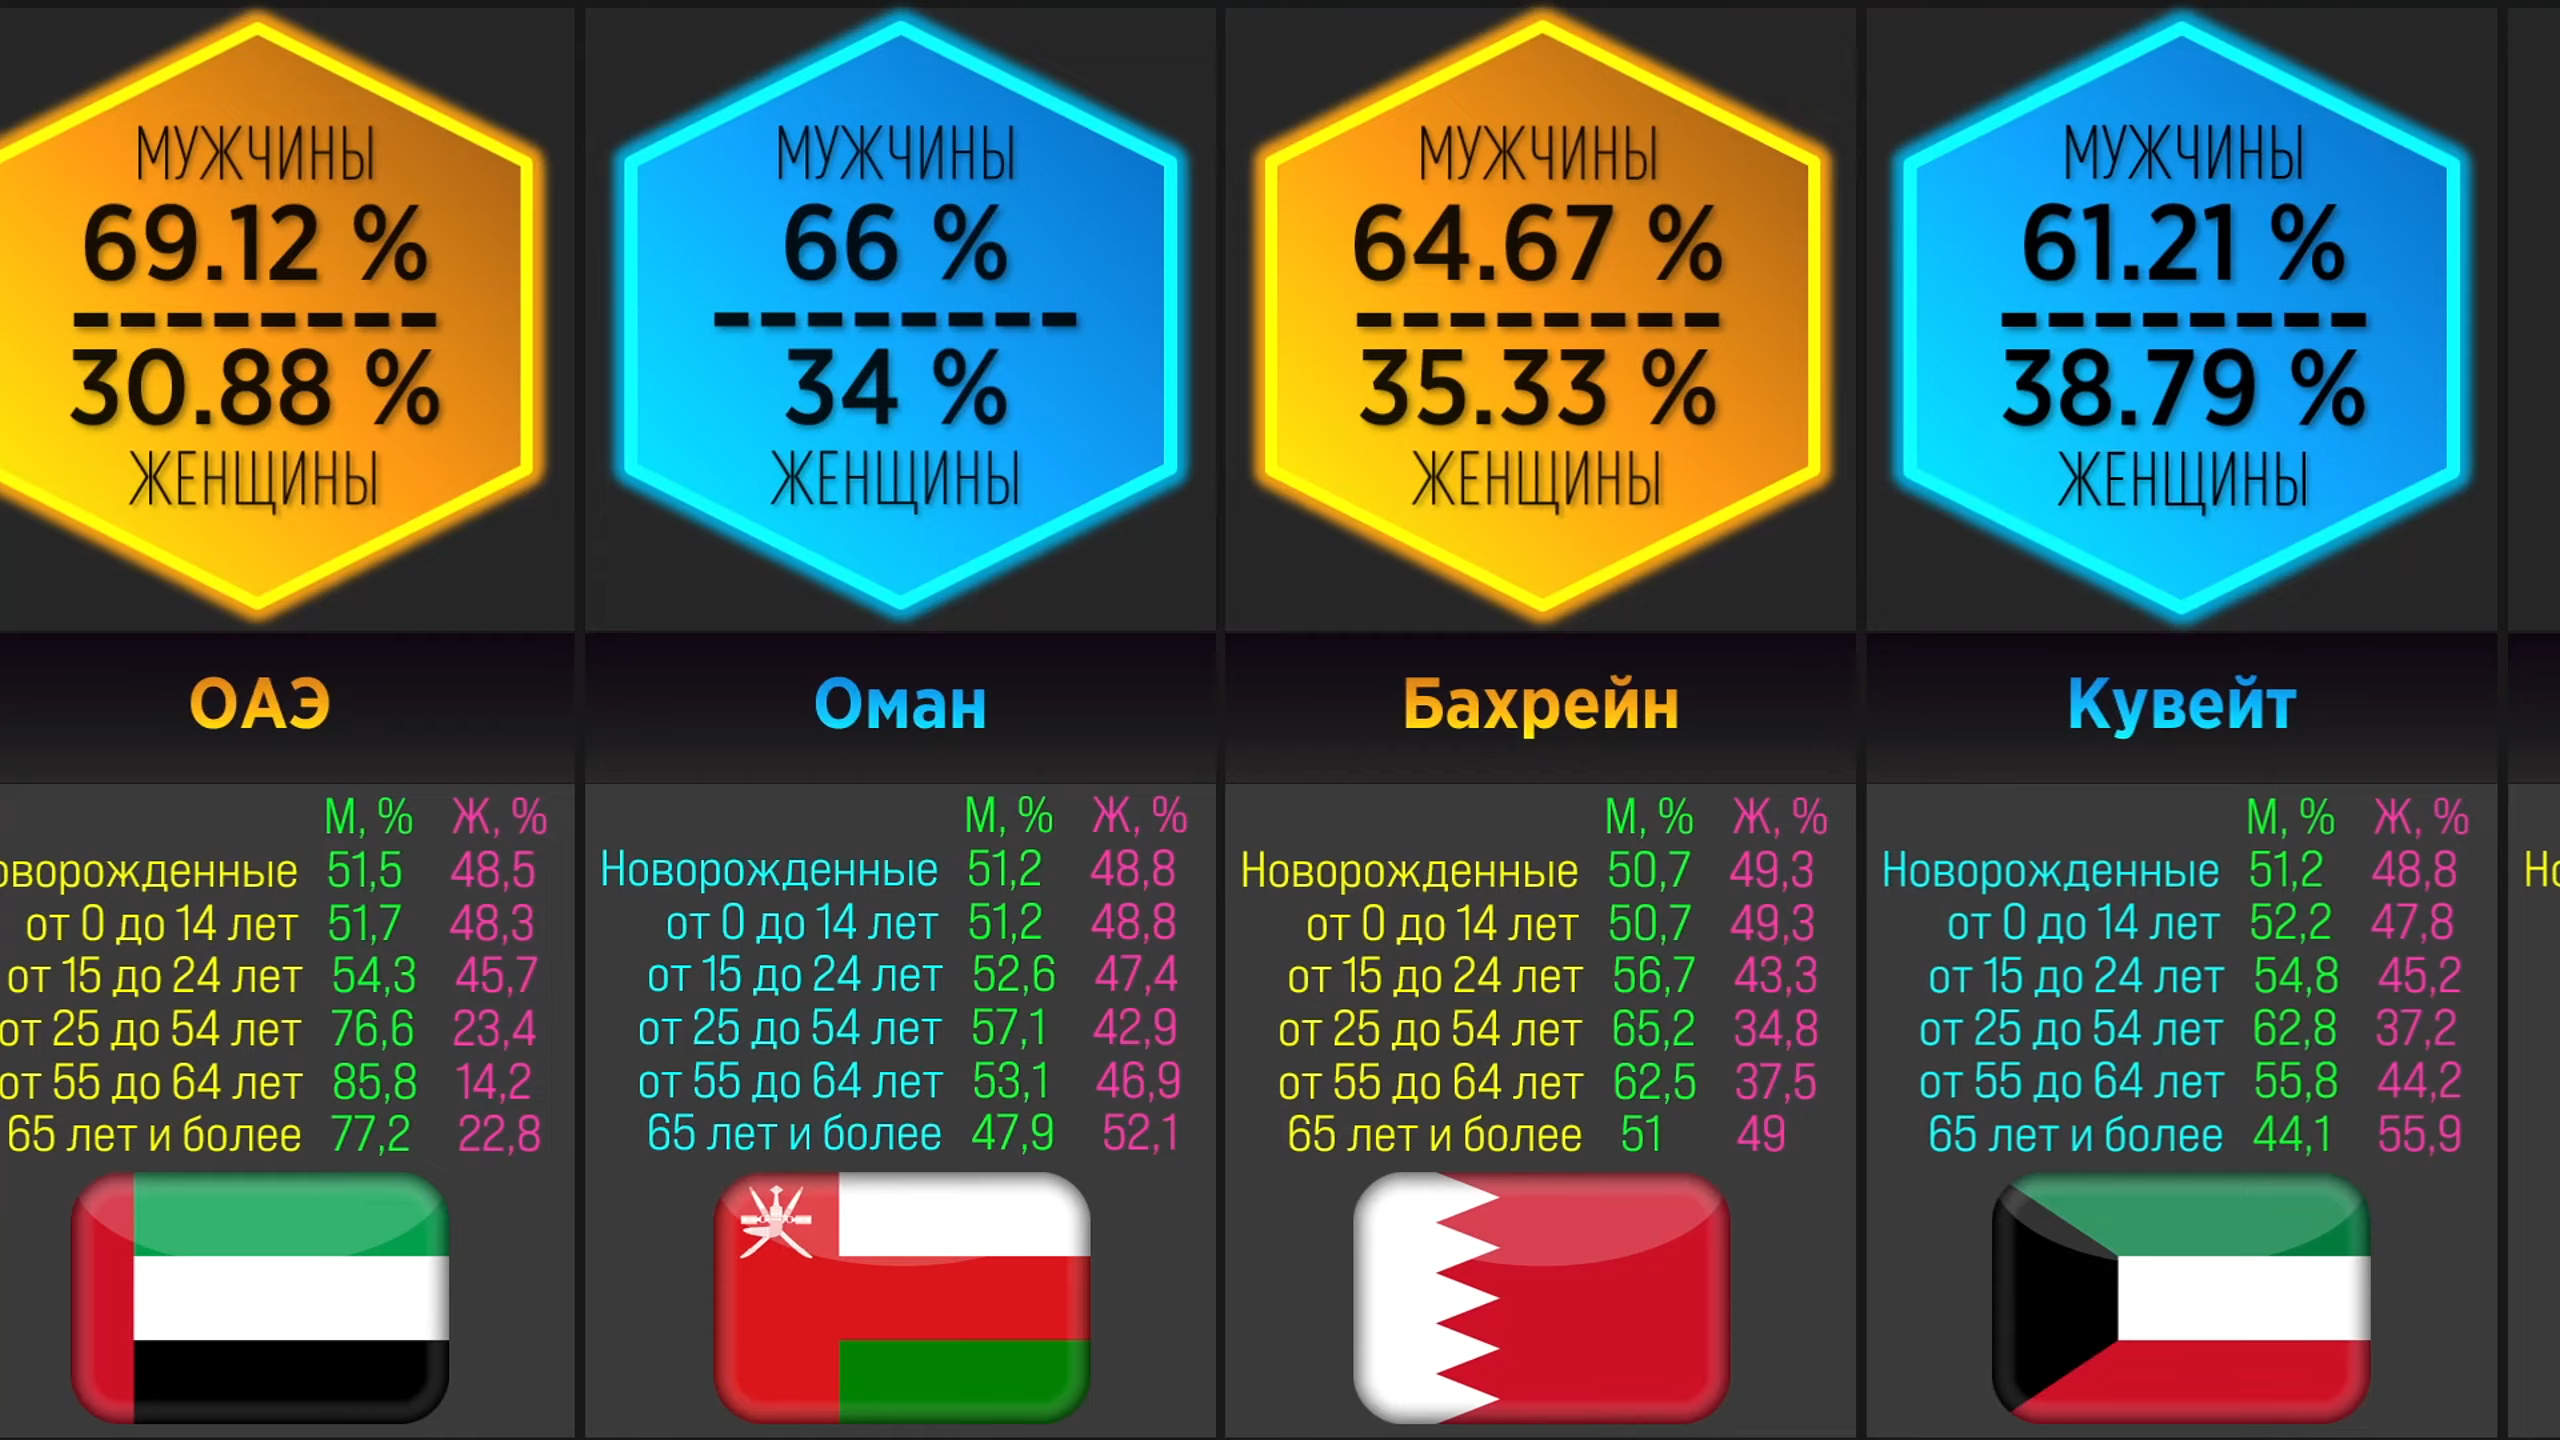 МУЖЧИНЫ
69.12 %
--------
30.88 %
ЖЕНЩИНЫ
ОАЭ
М, % Ж, %
оворожденные 51,5 48,5
от 0 до 14 лет 51,7 48,3
от 15 до 24 лет 54,3 45,7
от 25 до 54 лет 76,6 23,4
от 55 до 64 лет 85,8 14,2
65 лет и более 77,2 22,8
МУЖЧИНЫ
66 %
--------
34 %
ЖЕНЩИНЫ
Оман
М, % Ж, %
Новорожденные 51,2 48,8
от 0 до 14 лет 51,2 48,8
от 15 до 24 лет 52,6 47,4
от 25 до 54 лет 57,1 42,9
от 55 до 64 лет 53,1 46,9
65 лет и более 47,9 52,1
МУЖЧИНЫ
64.67 %
--------
35.33 %
ЖЕНЩИНЫ
Бахрейн
М, % Ж, %
Новорожденные 50,7 49,3
от 0 до 14 лет 50,7 49,3
от 15 до 24 лет 56,7 43,3
от 25 до 54 лет 65,2 34,8
от 55 до 64 лет 62,5 37,5
65 лет и более 51 49
МУЖЧИНЫ
61.21 %
--------
38.79 %
ЖЕНЩИНЫ
Кувейт
М, % Ж, %
Новорожденные 51,2 48,8
от 0 до 14 лет 52,2 47,8
от 15 до 24 лет 54,8 45,2
от 25 до 54 лет 62,8 37,2
от 55 до 64 лет 55,8 44,2
65 лет и более 44,1 55,9